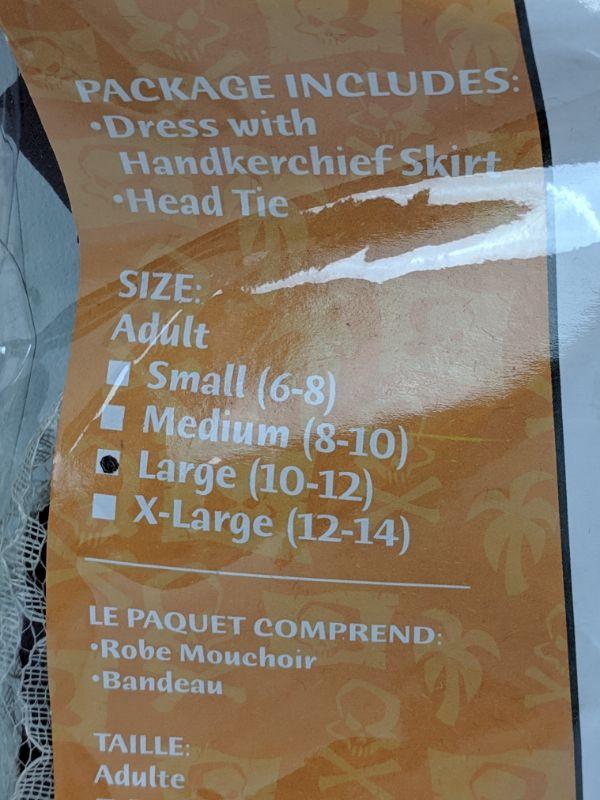 PACKAGE INCLUDES:
•Dress with
Handkerchief Skirt
•Head Tie
SIZE:
Adult
Small (6-8)
Medium (8-10)
Large (10-12)
X-Large (12-14)
LE PAQUET COMPREND:
•Robe Mouchoir
•Bandeau
TAILLE:
Adulte